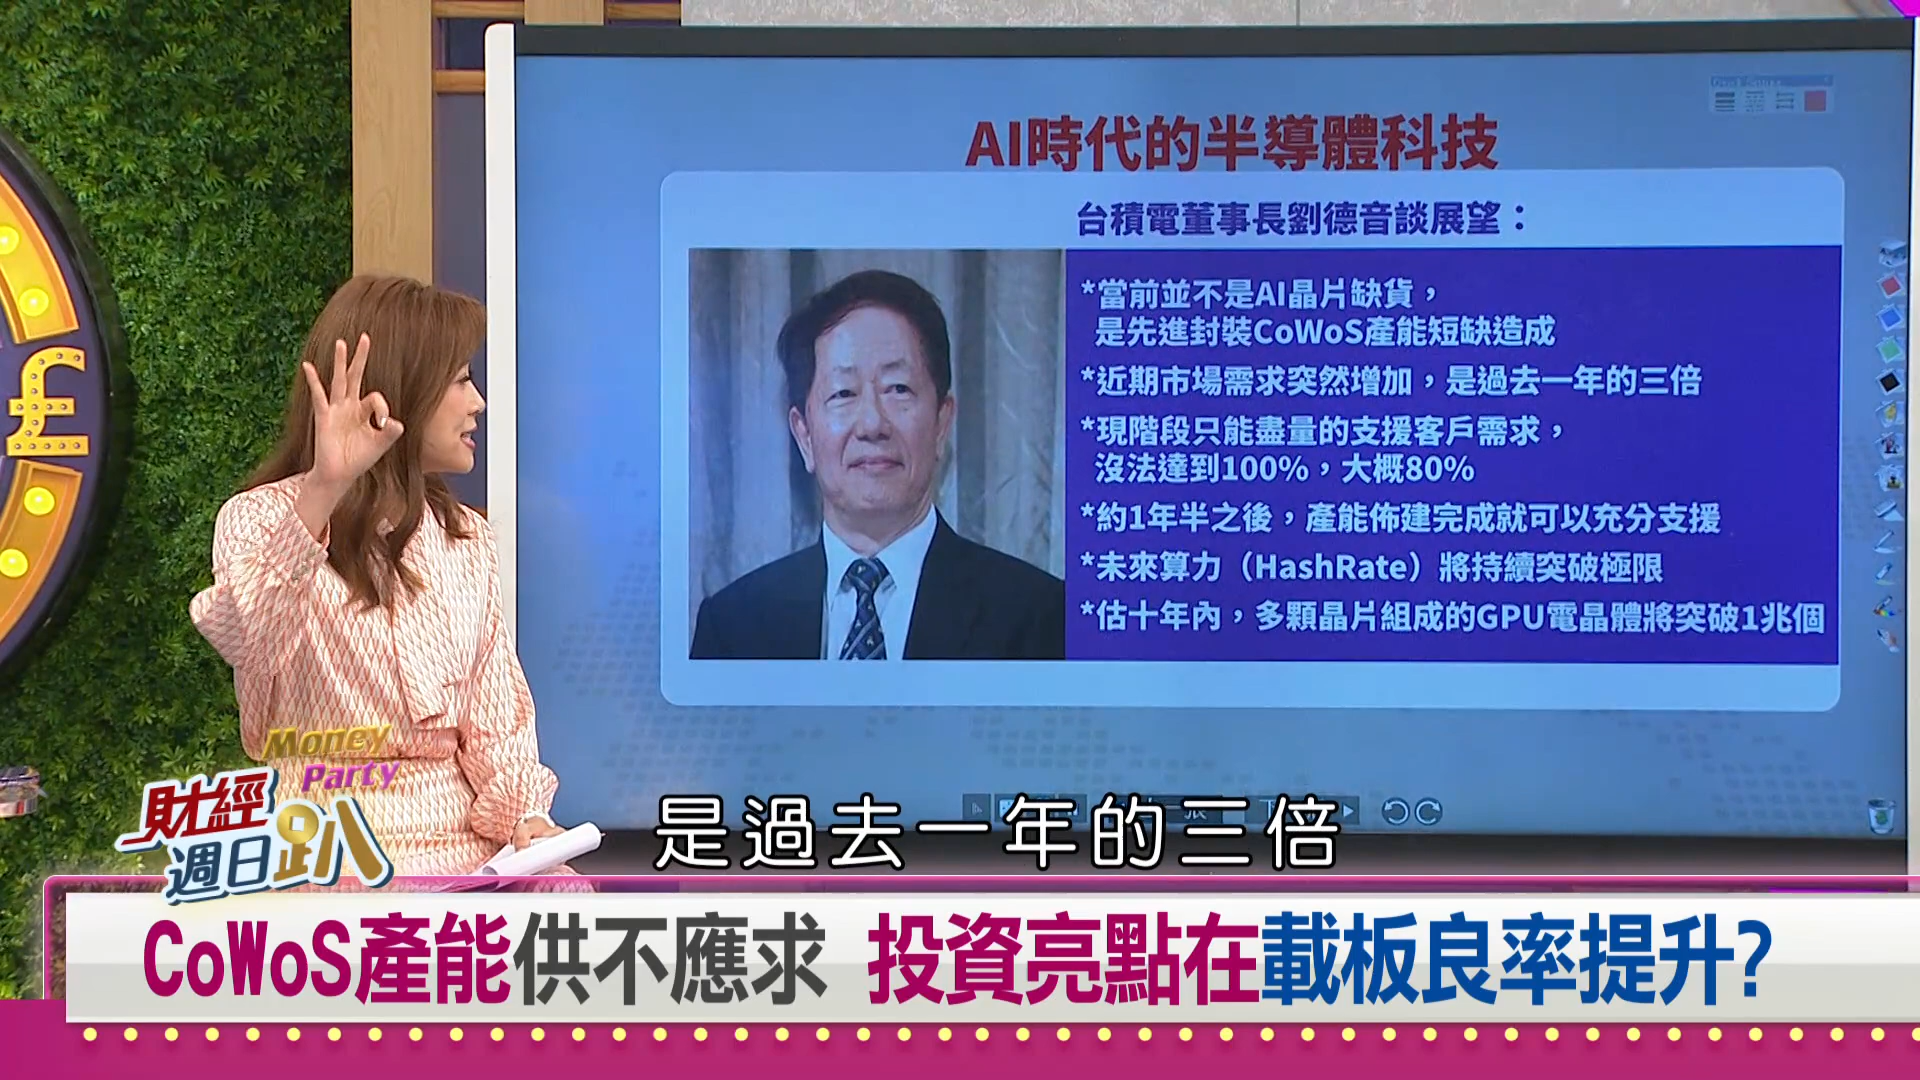 AI時代的半導體科技
台積電董事長劉德音談展望：
*當前並不是AI晶片缺貨，
是先進封裝CoWoS產能短缺造成
*近期市場需求突然增加，是過去一年的三倍
*現階段只能盡量的支援客戶需求，
沒法達到100%，大概80%
*約1年半之後，產能佈建完成就可以充分支援
*未來算力（HashRate）將持續突破極限
*估十年內，多顆晶片組成的GPU電晶體將突破1兆個
£
Money
Party
財經
週日趴
是過去一年的三倍
CoWoS產能供不應求 投資亮點在載板良率提升?